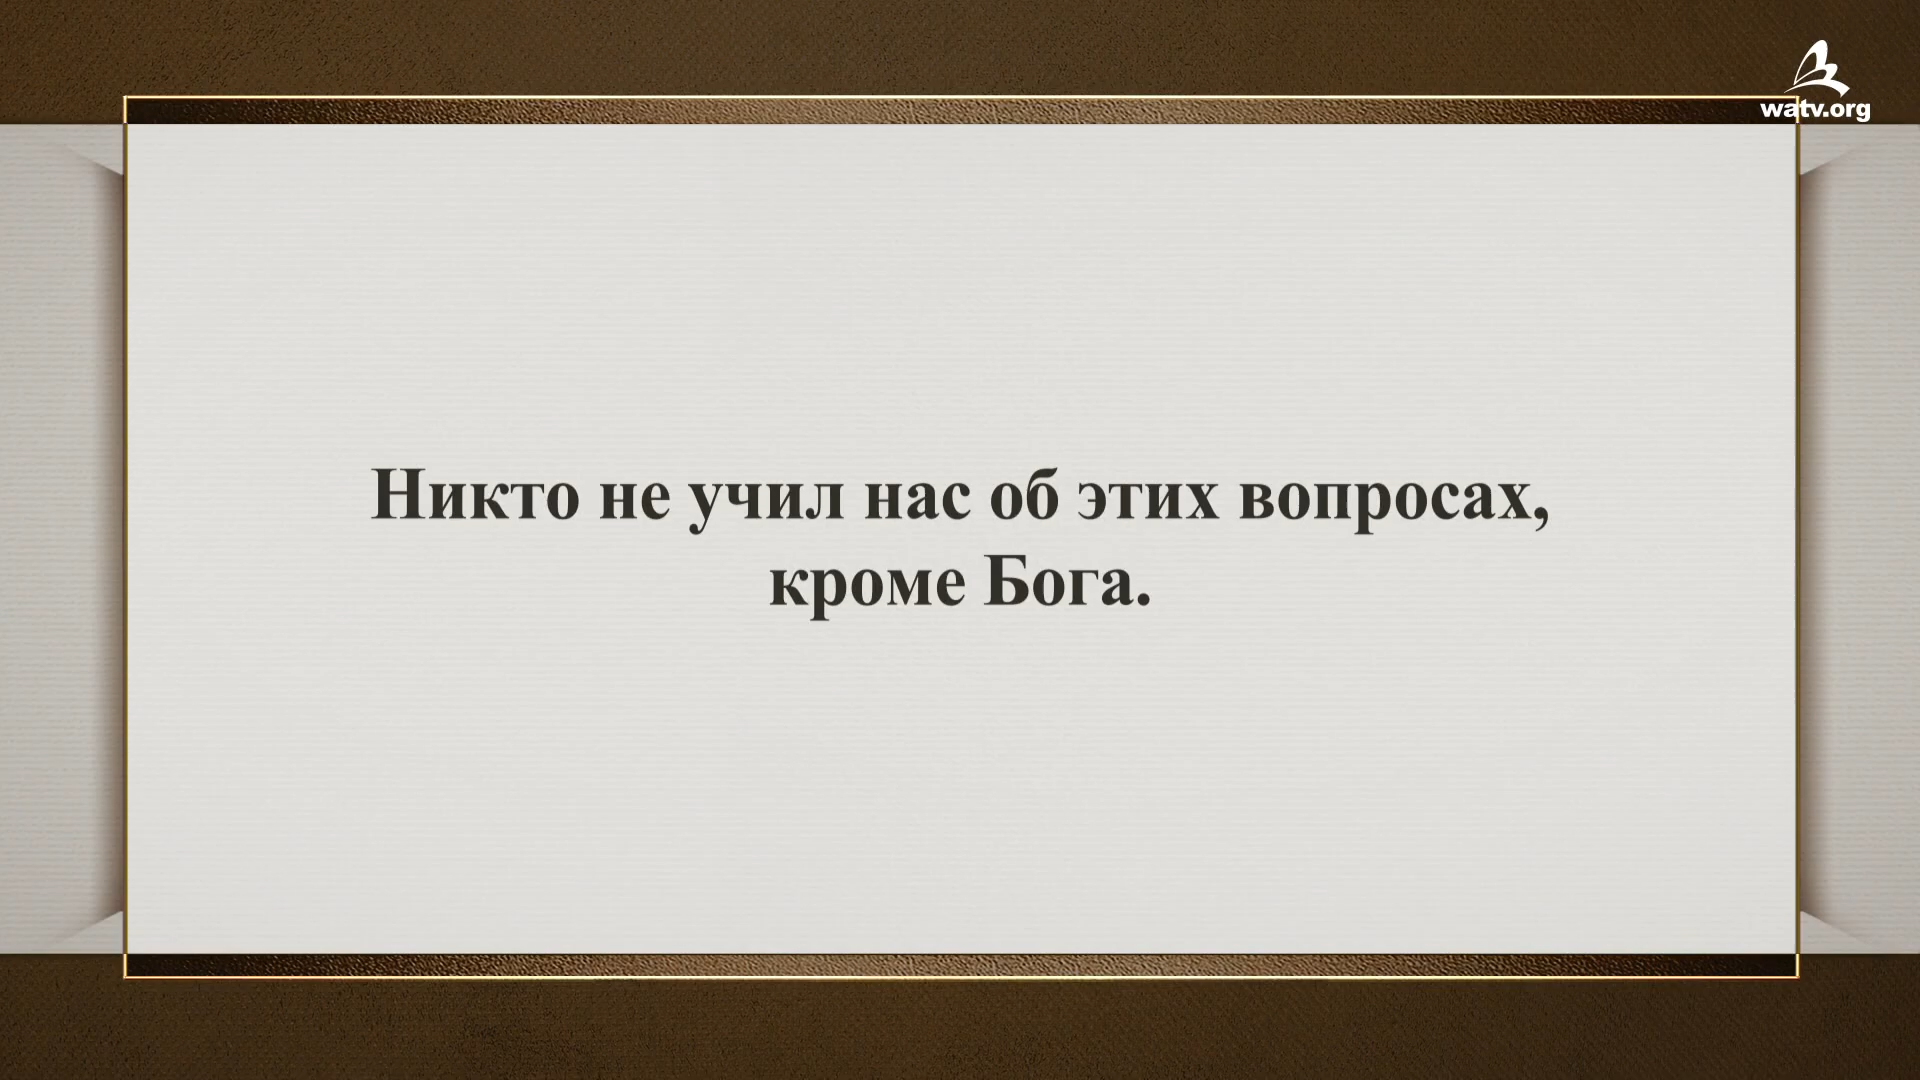 watv.org
Никто не учил нас об этих вопросах,
кроме Бога.